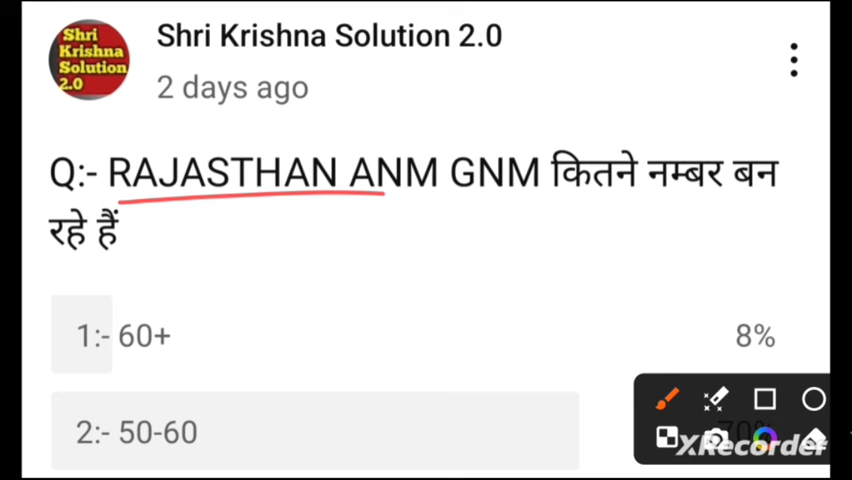 Shri
Krishna
Solution
2.0
Shri Krishna Solution 2.0
2 days ago
Q:- RAJASTHAN ANM GNM कितने नम्बर बन
रहे हैं
1:- 60+ 8%
2:- 50-60 70%
XRecorder